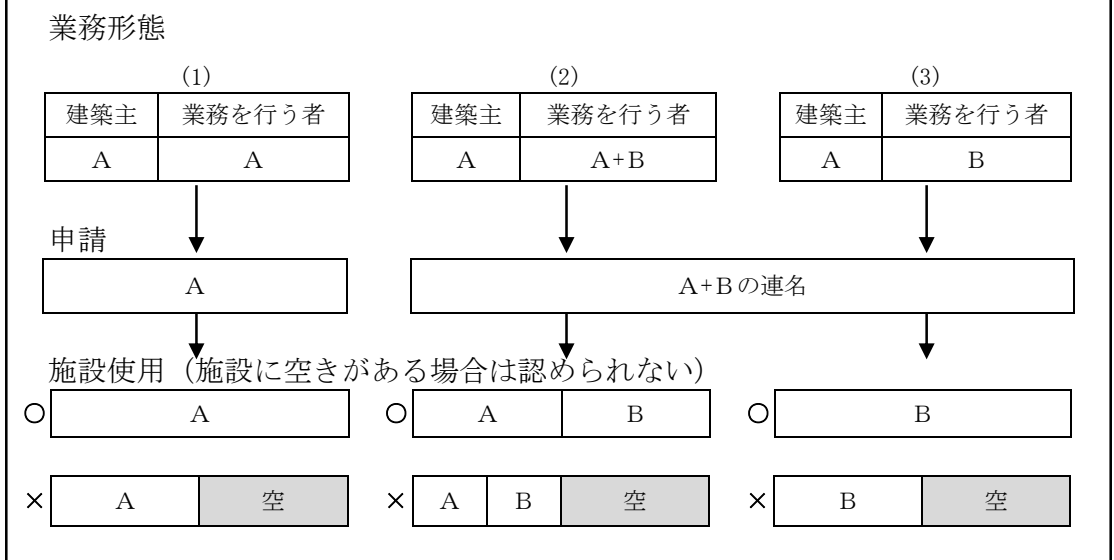 業務形態
(1) (2) (3)
建築主 業務を行う者 建築主 業務を行う者 建築主 業務を行う者
A A A A+B A B
申請
A A+Bの連名
施設使用（施設に空きがある場合は認められない）
○ A ○ A B ○ B
× A 空 × A B 空 × B 空